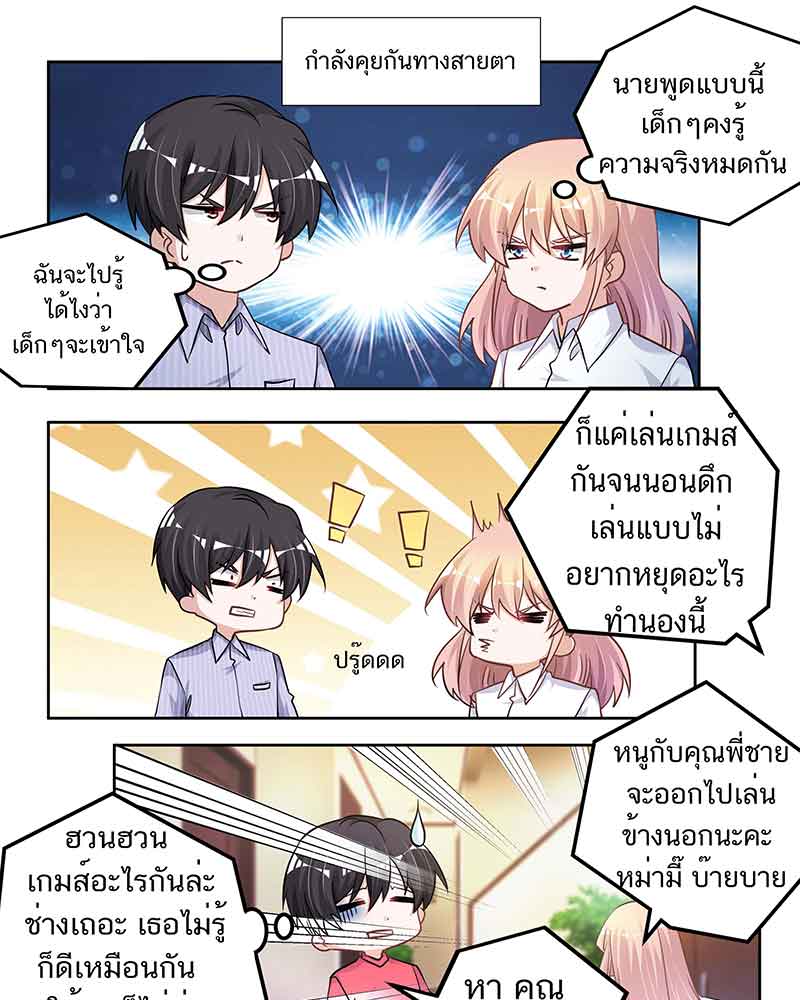 กำลังคุยกันทางสายตา
นายพูดแบบนี้
เด็กๆคงรู้
ความจริงหมดกัน
ฉันจะไปรู้
ได้ไงว่า
เด็กๆจะเข้าใจ
ก็แค่เล่นเกมส์
กันจนนอนดึก
เล่นแบบไม่
อยากหยุดอะไร
ทำนองนี้
ปรู๊ดดด
หนูกับคุณพี่ชาย
จะออกไปเล่น
ข้างนอกนะคะ
หม่ามี๊ บ๊ายบาย
ฮวนฮวน
เกมส์อะไรกันล่ะ
ช่างเถอะ เธอไม่รู้
ก็ดีเหมือนกัน
หา คุณ